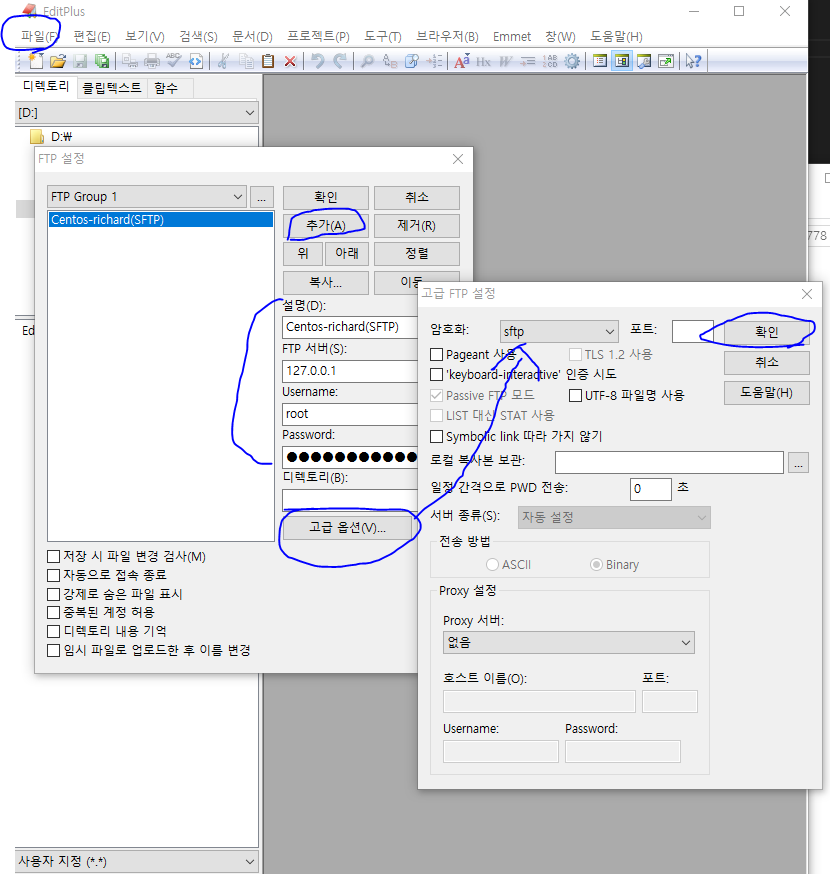 EditPlus
파일(F) 편집(E) 보기(V) 검색(S) 문서(D) 프로젝트(P) 도구(T) 브라우저(B) Emmet 창(W) 도움말(H)
디렉토리 클립텍스트 함수
[D:]
D:\
FTP 설정
FTP Group 1
...
확인
취소
Centos-richard(SFTP)
추가(A)
제거(R)
위
아래
정렬
복사...
이동
설명(D):
Centos-richard(SFTP)
FTP 서버(S):
127.0.0.1
Username:
root
Password:
●●●●●●●●●●●
디렉토리(B):
고급 옵션(V)...
저장 시 파일 변경 검사(M)
자동으로 접속 종료
강제로 숨은 파일 표시
중복된 계정 허용
디렉토리 내용 기억
임시 파일로 업로드한 후 이름 변경
고급 FTP 설정
암호화:
sftp
포트:
확인
Pageant 사용
TLS 1.2 사용
취소
'keyboard-interactive' 인증 시도
Passive FTP 모드
UTF-8 파일명 사용
도움말(H)
LIST 대신 STAT 사용
Symbolic link 따라 가지 않기
로컬 복사본 보관:
...
일정 간격으로 PWD 전송:
0
초
서버 종류(S):
자동 설정
전송 방법
ASCII
Binary
Proxy 설정
Proxy 서버:
없음
호스트 이름(O):
포트:
Username:
Password:
Ed
778
사용자 지정 (*.*)